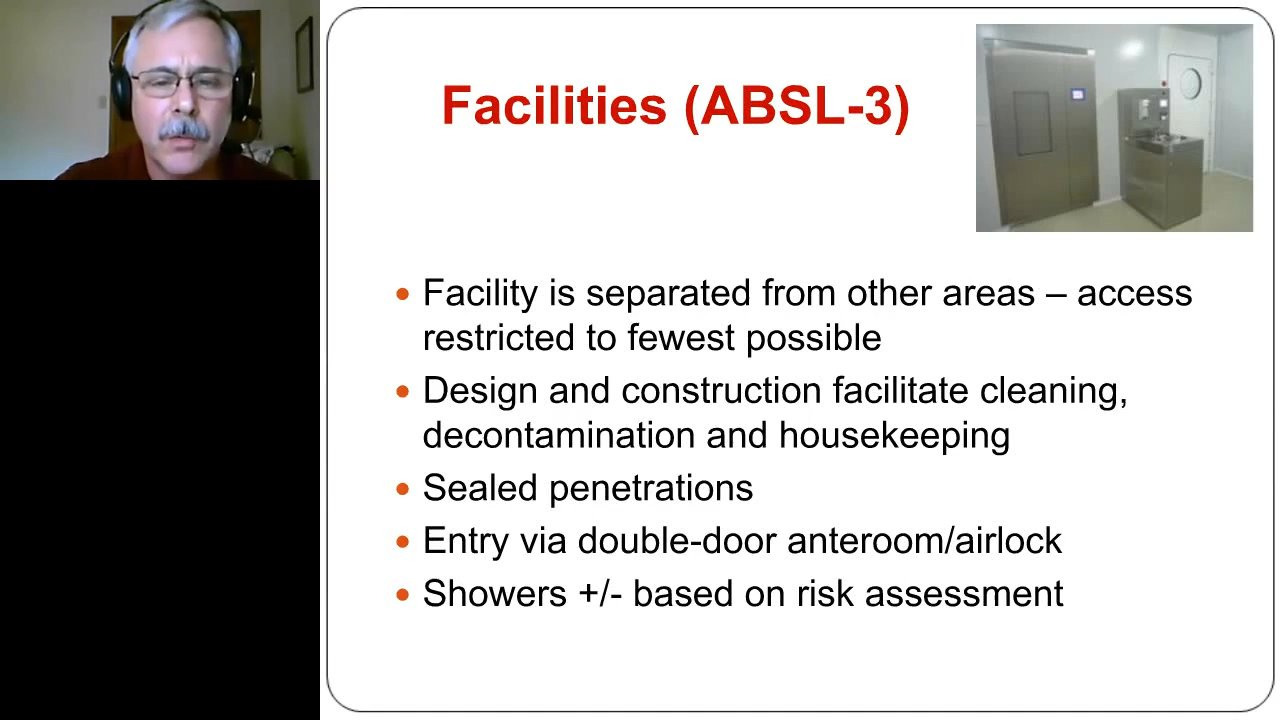 Facilities (ABSL-3)
• Facility is separated from other areas – access
restricted to fewest possible
• Design and construction facilitate cleaning,
decontamination and housekeeping
• Sealed penetrations
• Entry via double-door anteroom/airlock
• Showers +/- based on risk assessment